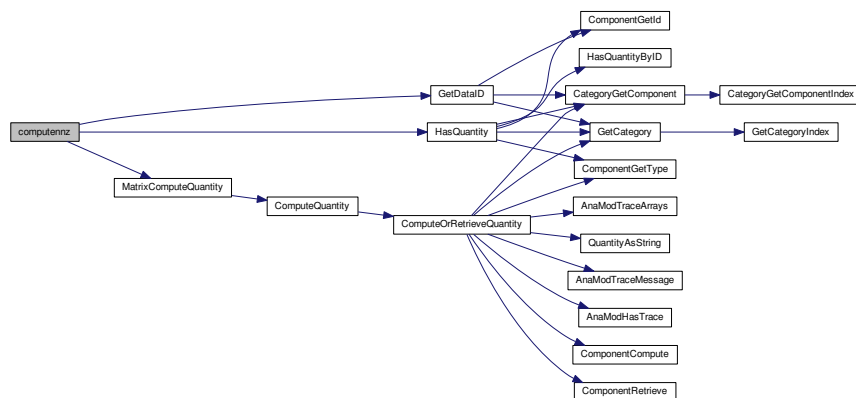 ComponentGetId
HasQuantityByID
GetDataID
CategoryGetComponent
CategoryGetComponentIndex
computennz
HasQuantity
GetCategory
GetCategoryIndex
ComponentGetType
MatrixComputeQuantity
ComputeQuantity
AnaModTraceArrays
ComputeOrRetrieveQuantity
QuantityAsString
AnaModTraceMessage
AnaModHasTrace
ComponentCompute
ComponentRetrieve